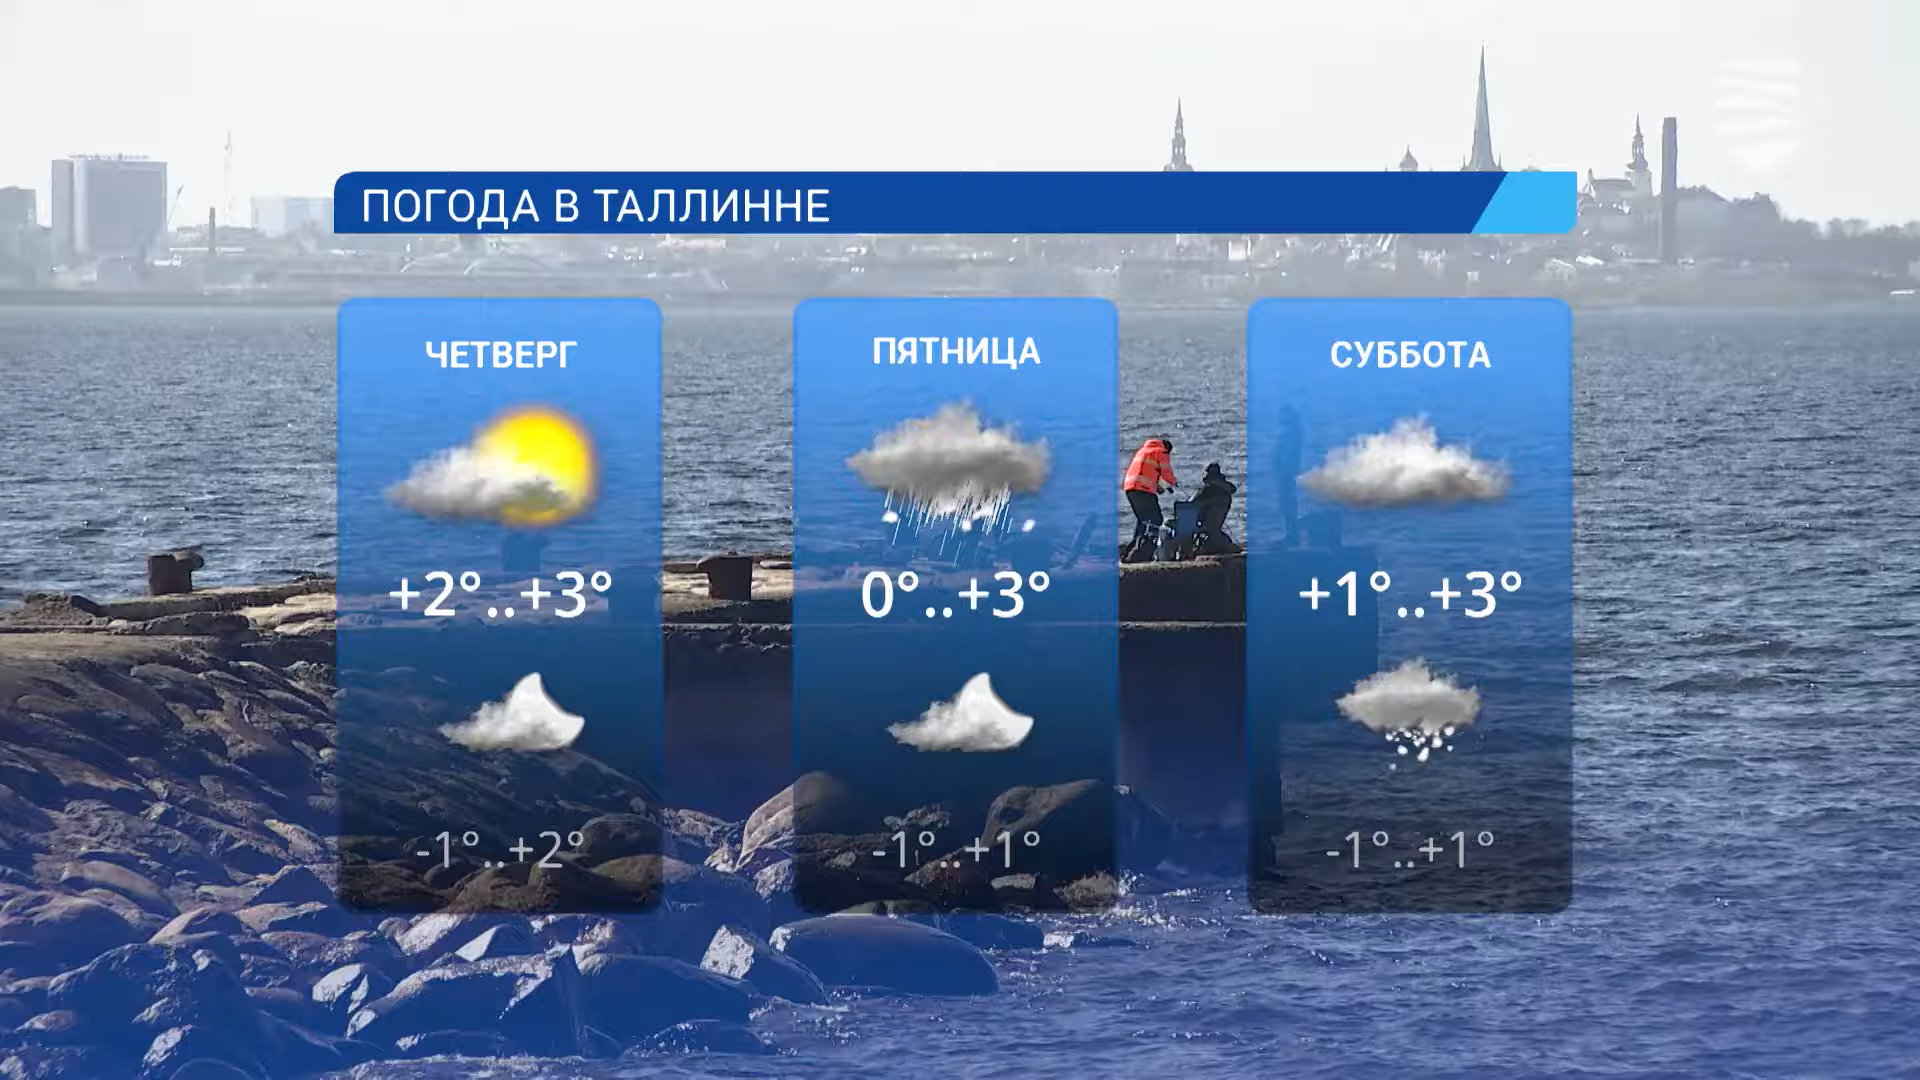 ПОГОДА В ТАЛЛИННЕ
ЧЕТВЕРГ
+2°..+3°
-1°..+2°
ПЯТНИЦА
0°..+3°
-1°..+1°
СУББОТА
+1°..+3°
-1°..+1°